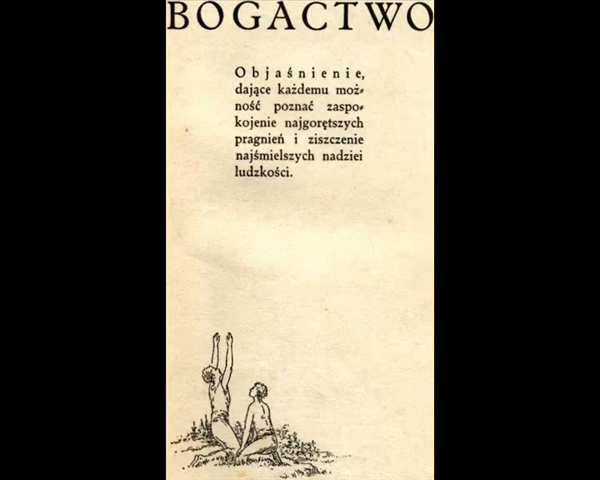 BOGACTWO
Objaśnienie,
dające każdemu moż-
ność poznać zaspo-
kojenie najgorętszych
pragnień i ziszczenie
najśmielszych nadziei
ludzkości.